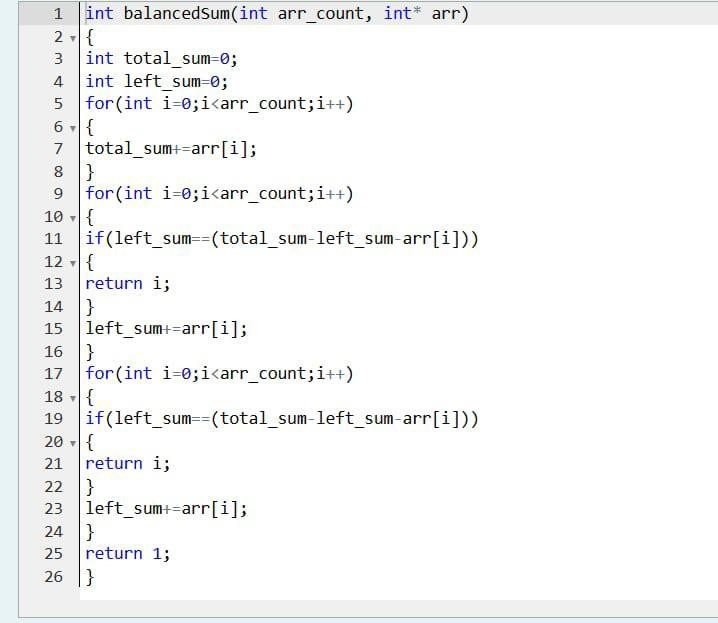 1 int balancedSum(int arr_count, int* arr)
2 {
3 int total_sum=0;
4 int left_sum=0;
5 for(int i=0;i<arr_count;i++)
6 {
7 total_sum+=arr[i];
8 }
9 for(int i=0;i<arr_count;i++)
10 {
11 if(left_sum==(total_sum-left_sum-arr[i]))
12 {
13 return i;
14 }
15 left_sum+=arr[i];
16 }
17 for(int i=0;i<arr_count;i++)
18 {
19 if(left_sum==(total_sum-left_sum-arr[i]))
20 {
21 return i;
22 }
23 left_sum+=arr[i];
24 }
25 return 1;
26 }